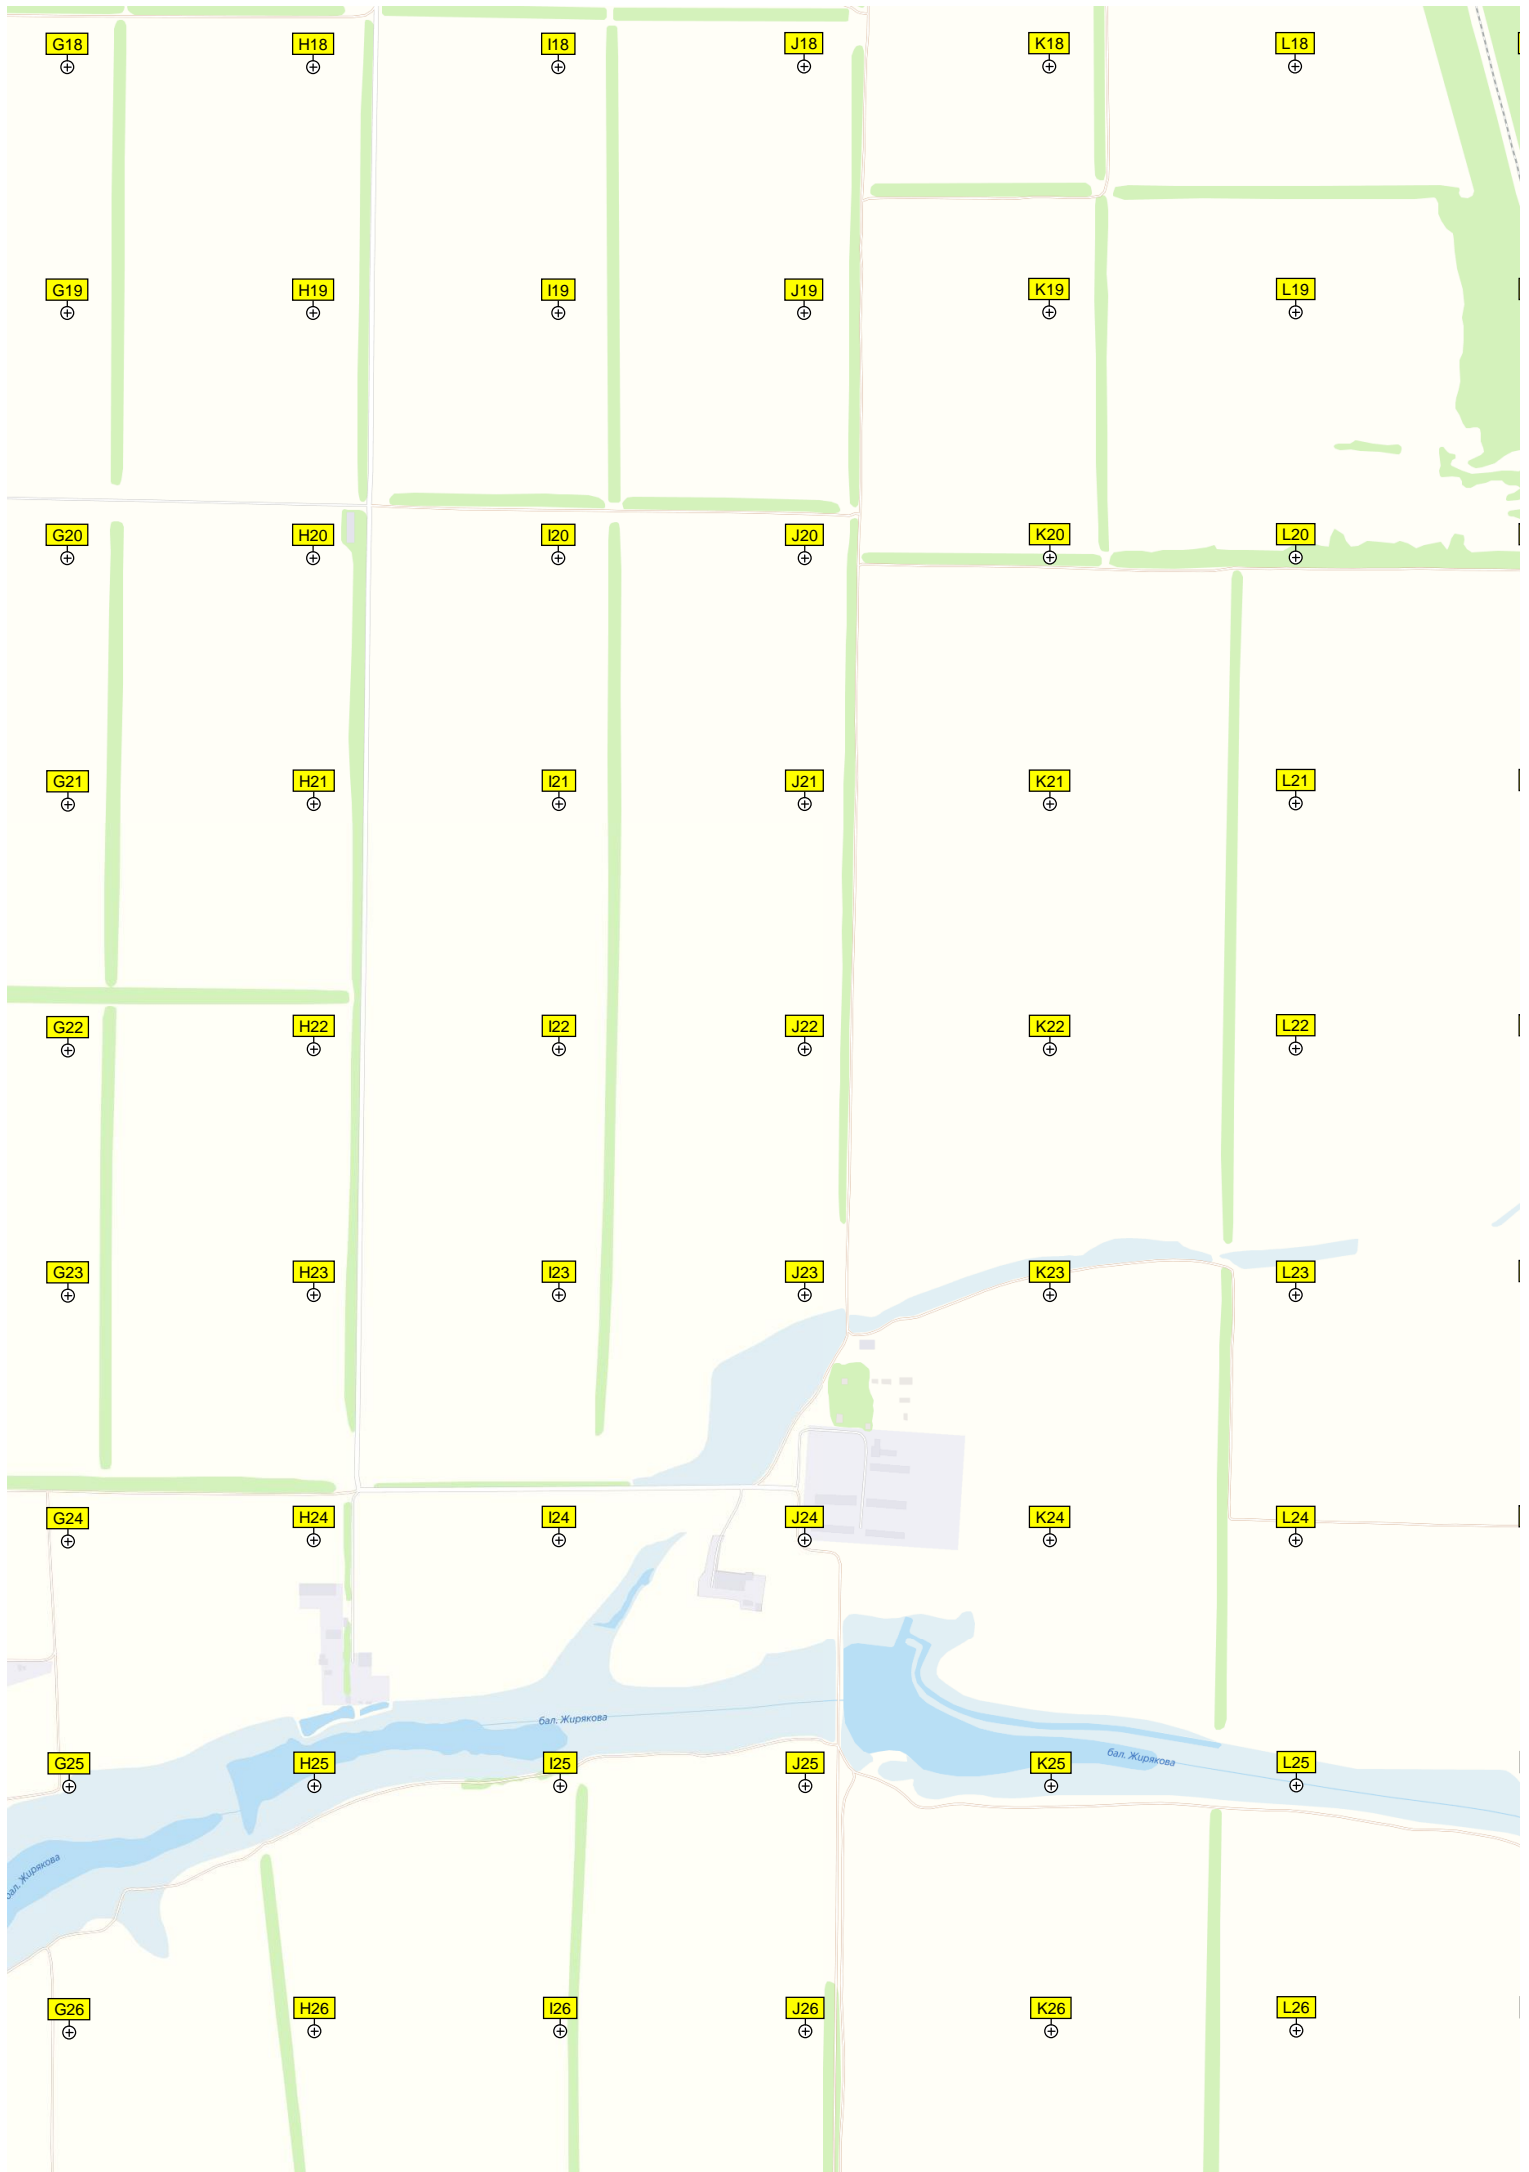 G18 H18 I18 J18 K18 L18
G19 H19 I19 J19 K19 L19
G20 H20 I20 J20 K20 L20
G21 H21 I21 J21 K21 L21
G22 H22 I22 J22 K22 L22
G23 H23 I23 J23 K23 L23
G24 H24 I24 J24 K24 L24
бал. Жирякова
бал. Жирякова
G25 H25 I25 J25 K25 L25
бал. Жирякова
G26 H26 I26 J26 K26 L26